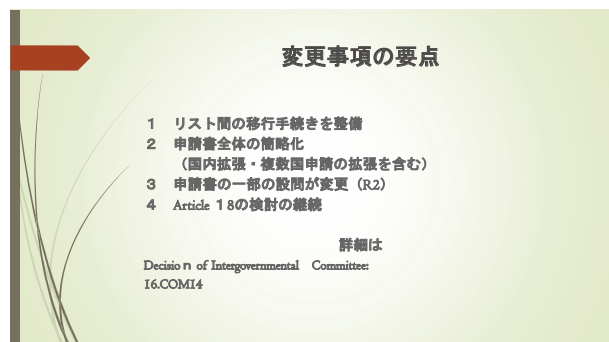 変更事項の要点
１　リスト間の移行手続きを整備
２　申請書全体の簡略化
（国内拡張・複数国申請の拡張を含む）
３　申請書の一部の設問が変更（R2）
４　Article １8の検討の継続
詳細は
Decisioｎ of Intergovernmental　Committee:
16.COM14